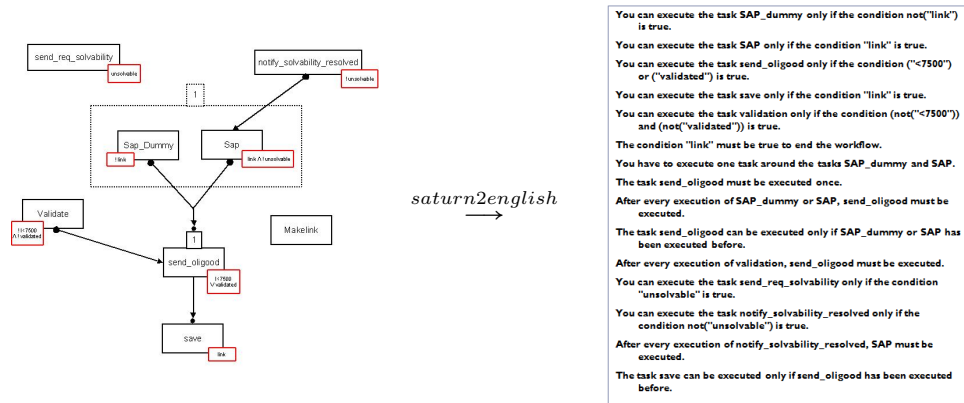 send_req_solvability
unsolvable
notify_solvability_resolved
!unsolvable
1
Sap_Dummy
!link
Sap
link Λ !unsolvable
Validate
!<7500
Λ !validated
Makelink
1
send_oligood
!<7500
V validated
save
link
saturn2english
⟶
You can execute the task SAP_dummy only if the condition not("link")
is true.
You can execute the task SAP only if the condition "link" is true.
You can execute the task send_oligood only if the condition ("<7500")
or ("validated") is true.
You can execute the task save only if the condition "link" is true.
You can execute the task validation only if the condition (not("<7500"))
and (not("validated")) is true.
The condition "link" must be true to end the workflow.
You have to execute one task around the tasks SAP_dummy and SAP.
The task send_oligood must be executed once.
After every execution of SAP_dummy or SAP, send_oligood must be
executed.
The task send_oligood can be executed only if SAP_dummy or SAP has
been executed before.
After every execution of validation, send_oligood must be executed.
You can execute the task send_req_solvability only if the condition
"unsolvable" is true.
You can execute the task notify_solvability_resolved only if the
condition not("unsolvable") is true.
After every execution of notify_solvability_resolved, SAP must be
executed.
The task save can be executed only if send_oligood has been executed
before.